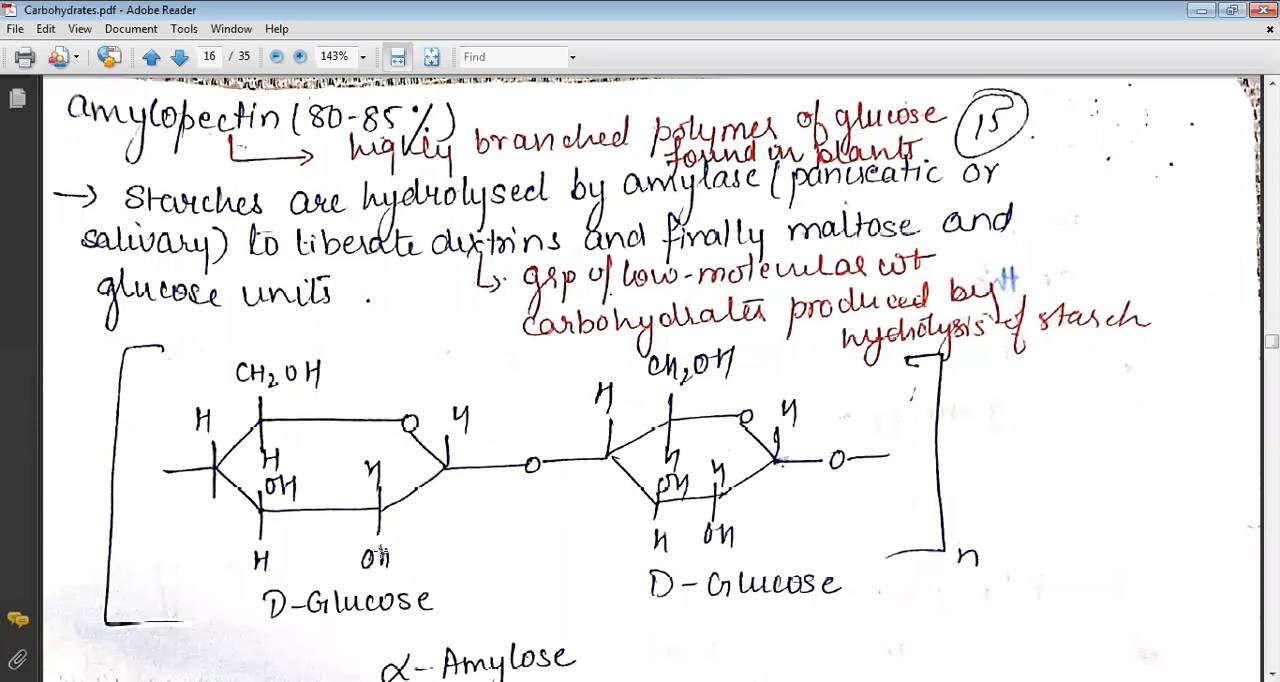 Carbohydrates.pdf - Adobe Reader
File Edit View Document Tools Window Help
16 / 35 143% Find
amylopectin (80-85%)
highly branched polymers of glucose
found in plants.
15
→ Starches are hydrolysed by amylase (pancreatic or
salivary) to liberate dextrins and finally maltose and
glucose units.
grp of low-molecular wt
carbohydrates produced by
hydrolysis of starch
CH2OH CH2OH
H O H H O H
H OH H O H OH H O
H OH H OH
n
D-Glucose D-Glucose
α-Amylose